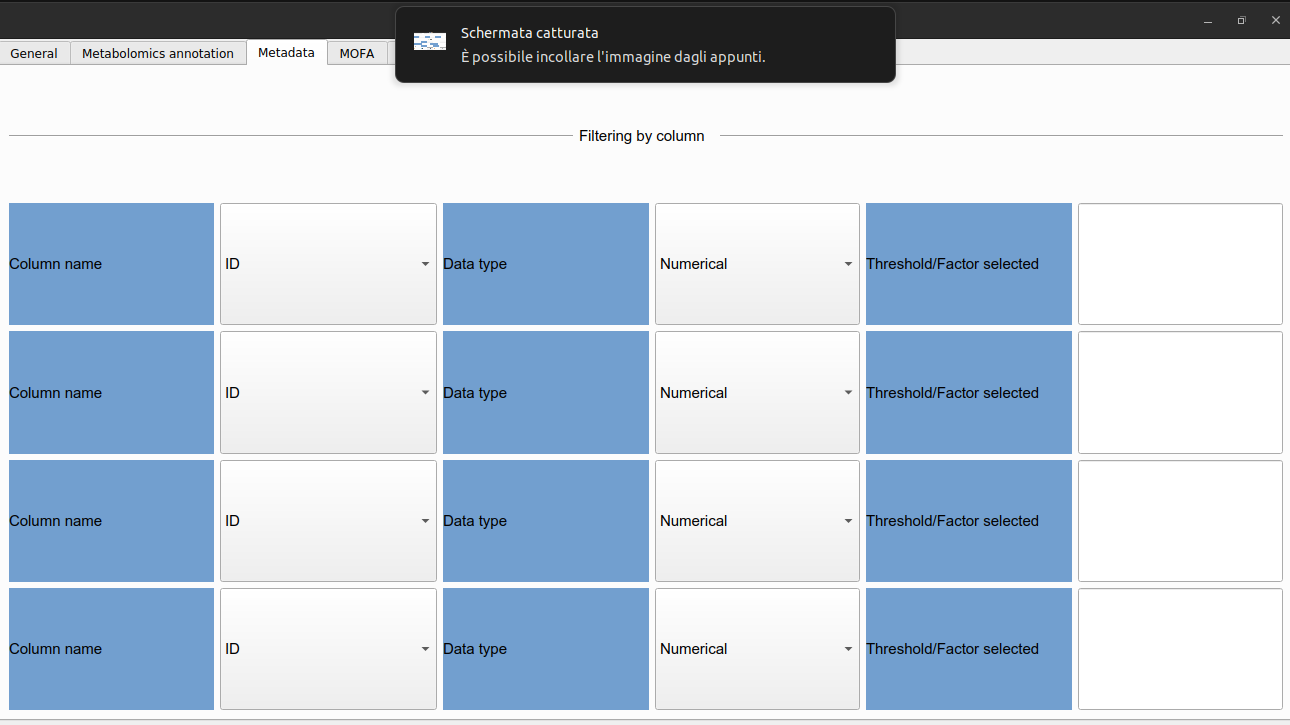 Schermata catturata
È possibile incollare l'immagine dagli appunti.
General Metabolomics annotation Metadata MOFA
Filtering by column
Column name ID Data type Numerical Threshold/Factor selected
Column name ID Data type Numerical Threshold/Factor selected
Column name ID Data type Numerical Threshold/Factor selected
Column name ID Data type Numerical Threshold/Factor selected